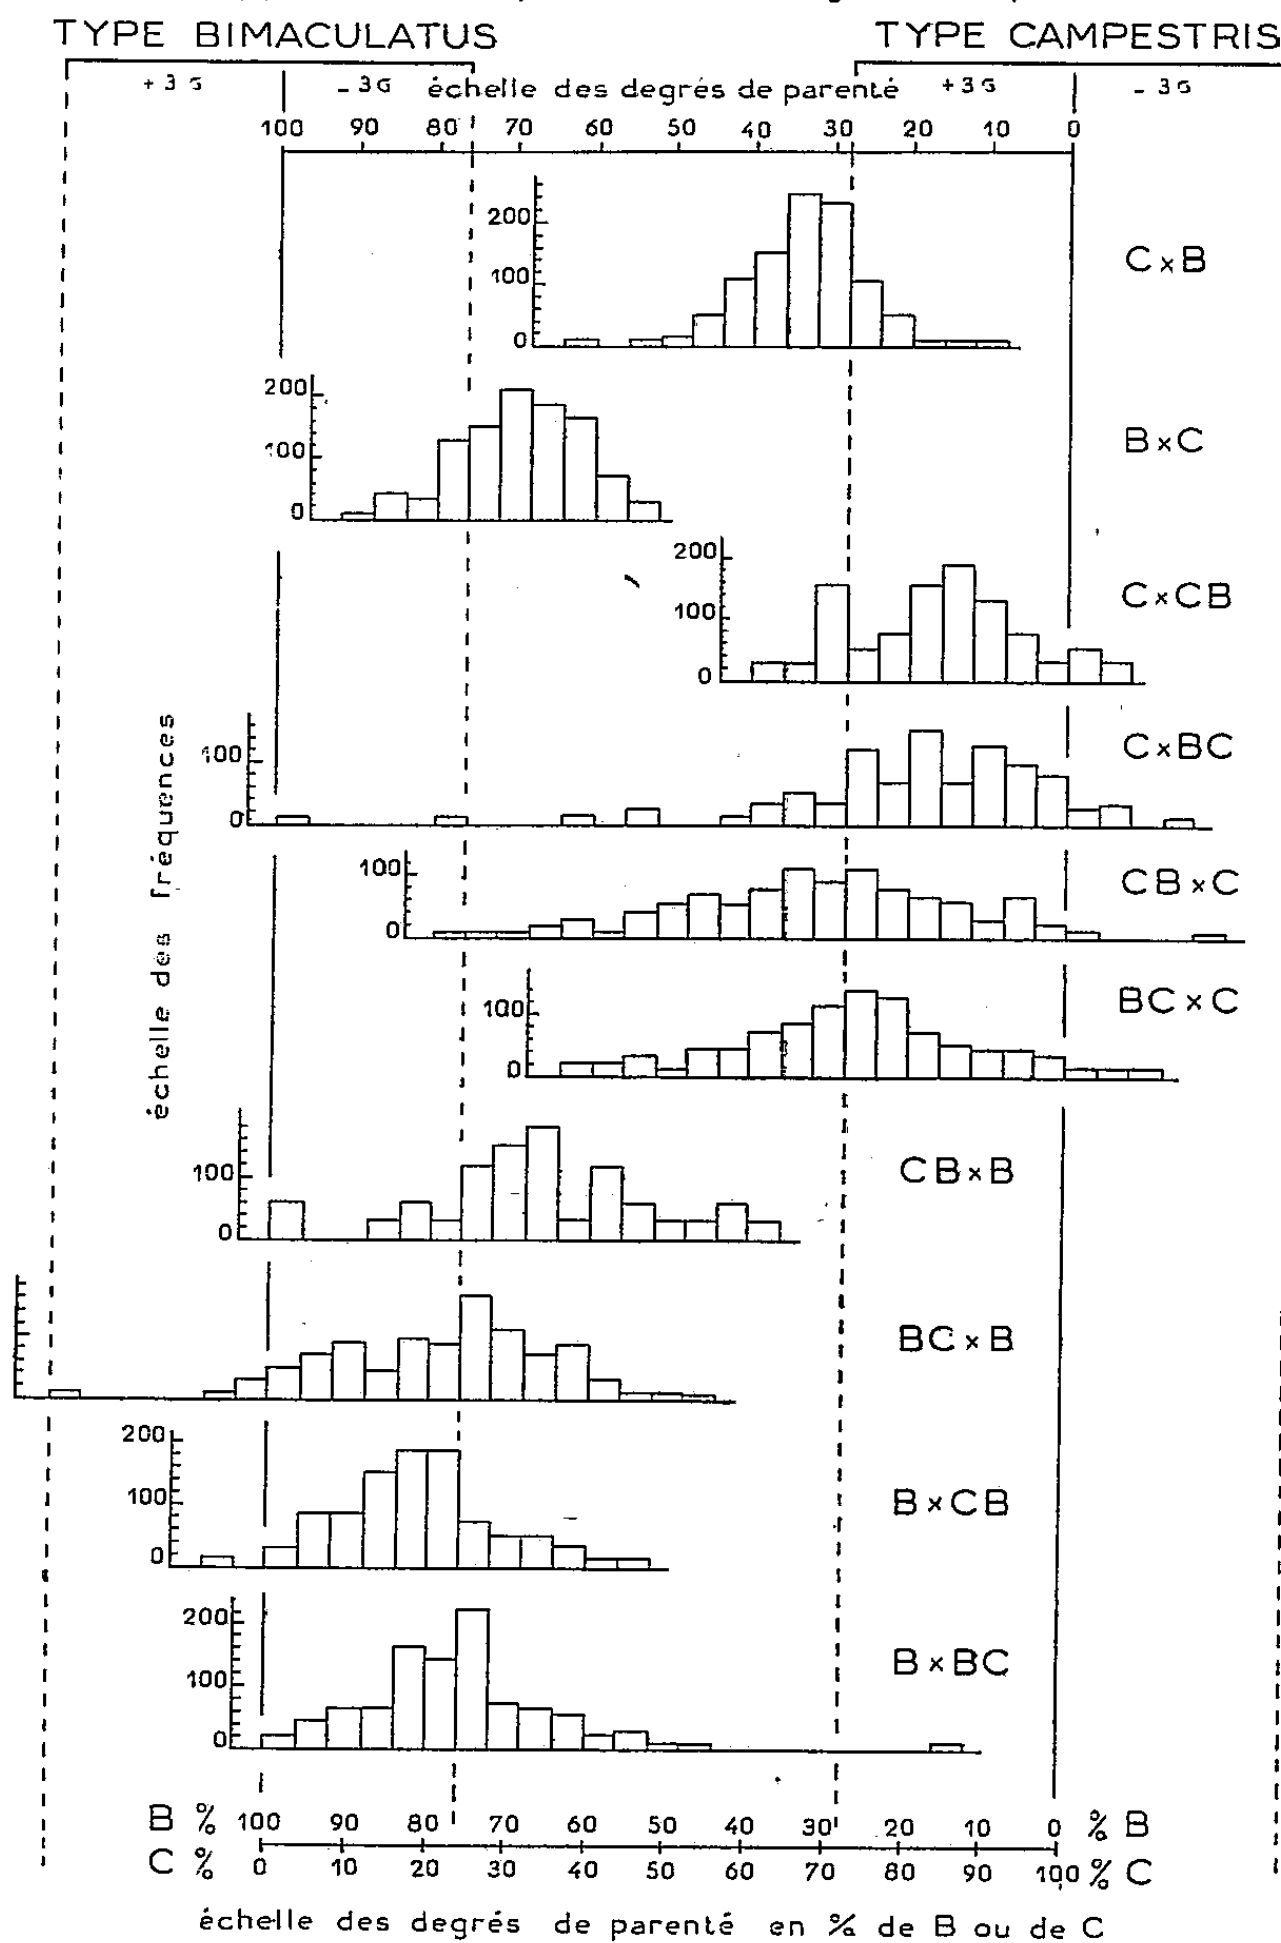 TYPE BIMACULATUS TYPE CAMPESTRIS
+3σ -3σ échelle des degrés de parenté +3σ -3σ
100 90 80 70 60 50 40 30 20 10 0
200
100
0
C×B
200
100
0
B×C
200
100
0
C×CB
100
0
C×BC
100
0
CB×C
100
0
BC×C
échelle des fréquences
100
0
CB×B
BC×B
200
100
0
B×CB
200
100
0
B×BC
B % 100 90 80 70 60 50 40 30 20 10 0 % B
C % 0 10 20 30 40 50 60 70 80 90 100 % C
échelle des degrés de parenté en % de B ou de C